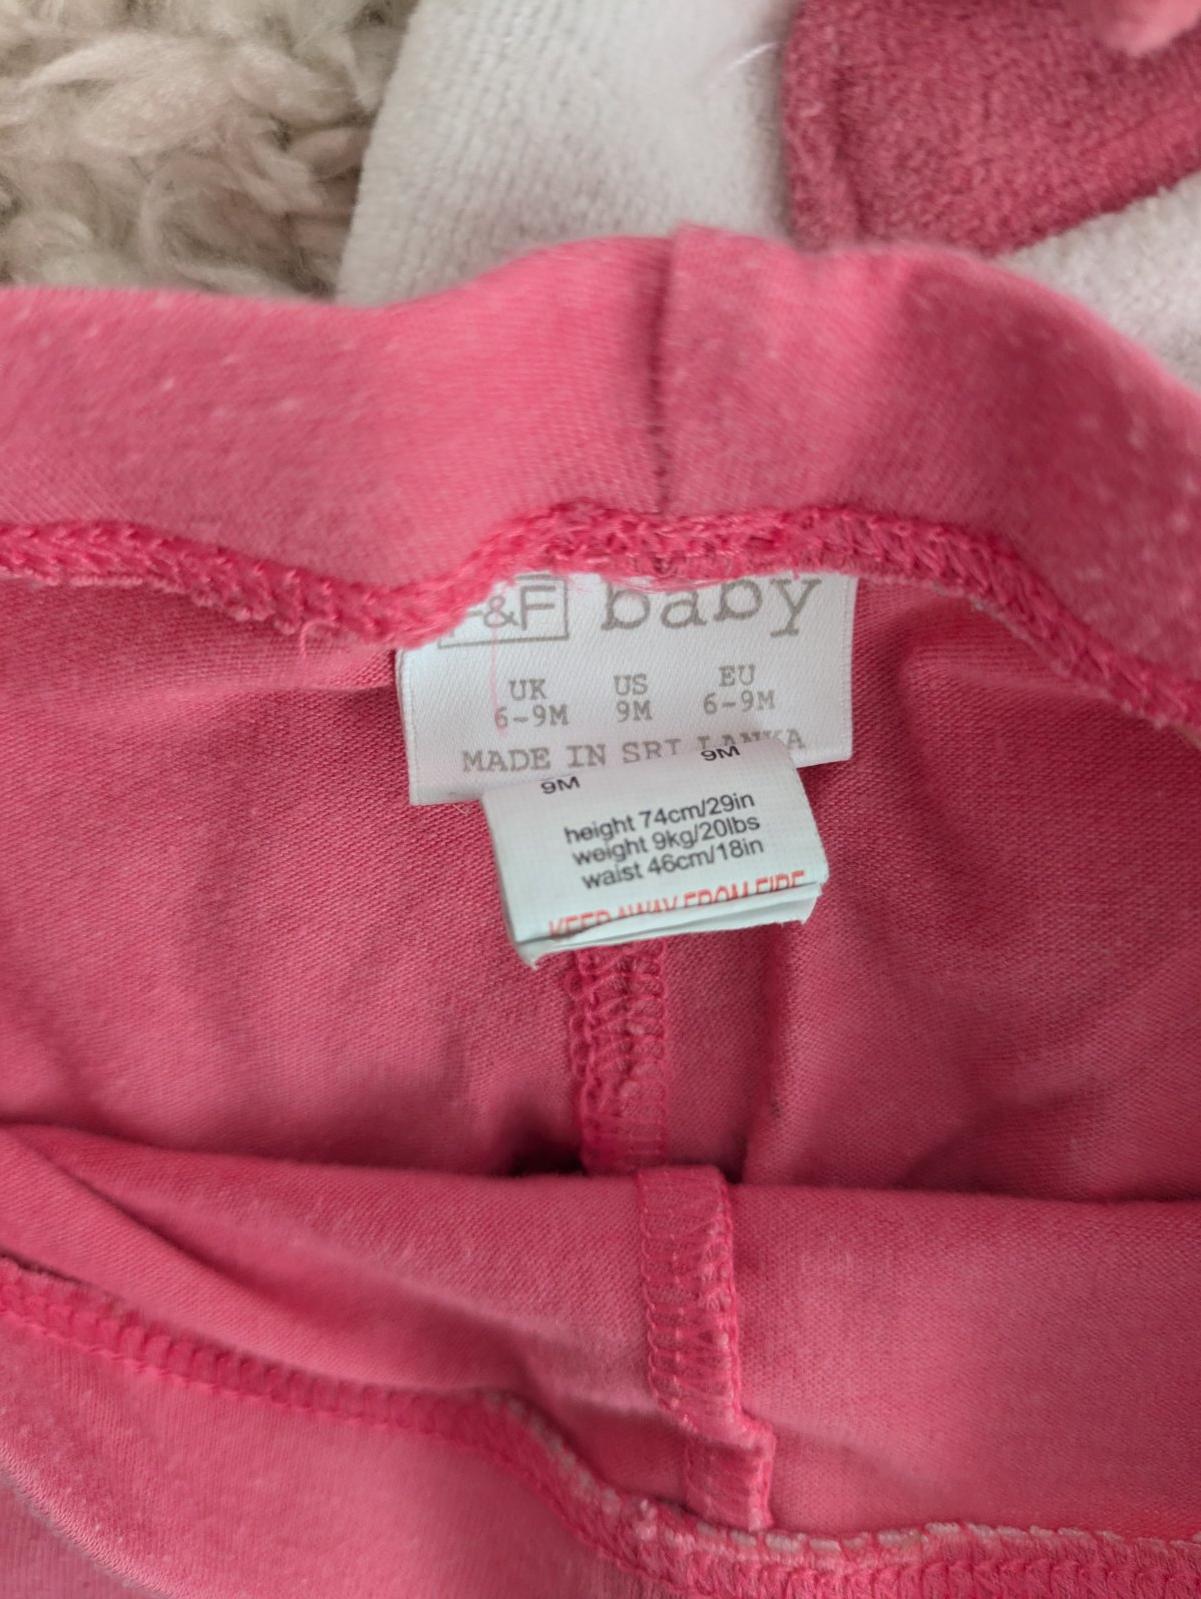 F&F baby
UK US EU
6-9M 9M 6-9M
MADE IN SRI LANKA
9M 9M
height 74cm/29in
weight 9kg/20lbs
waist 46cm/18in
KEEP AWAY FROM FIRE